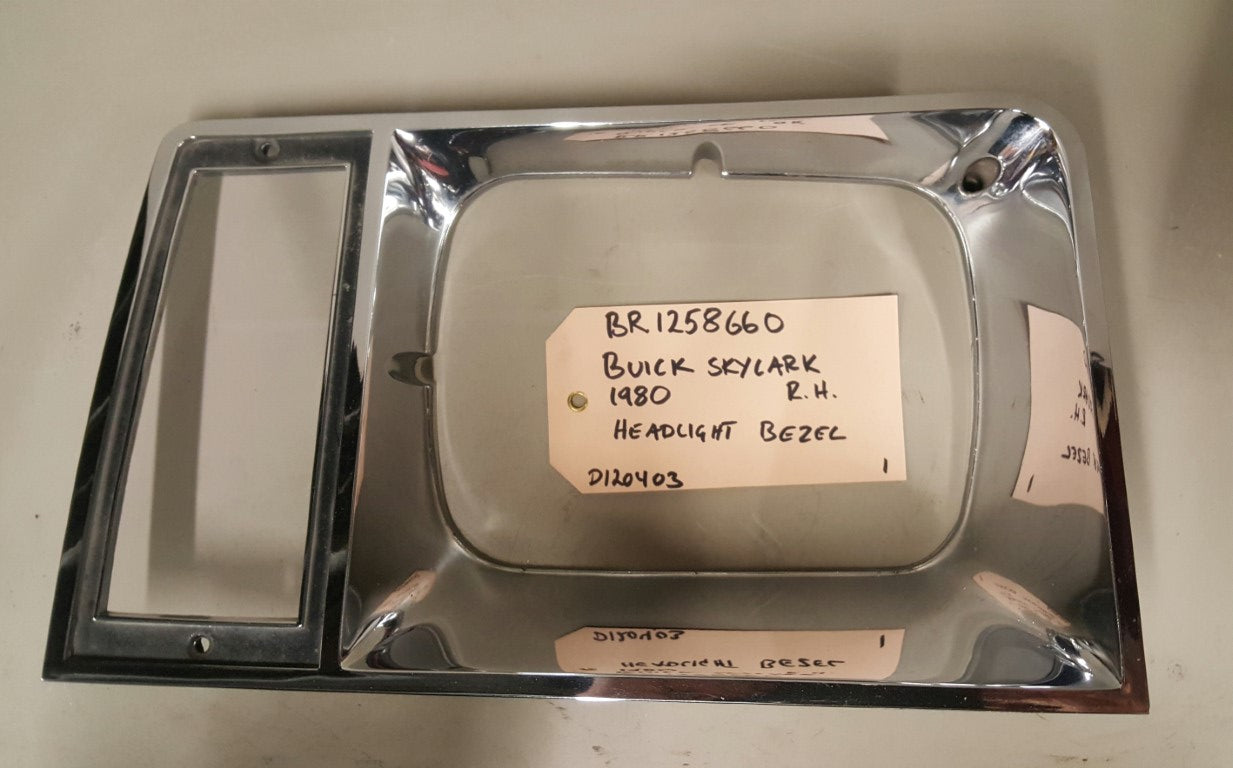 BR1258660
BUICK SKYLARK
1980 R.H.
HEADLIGHT BEZEL
D120403 1